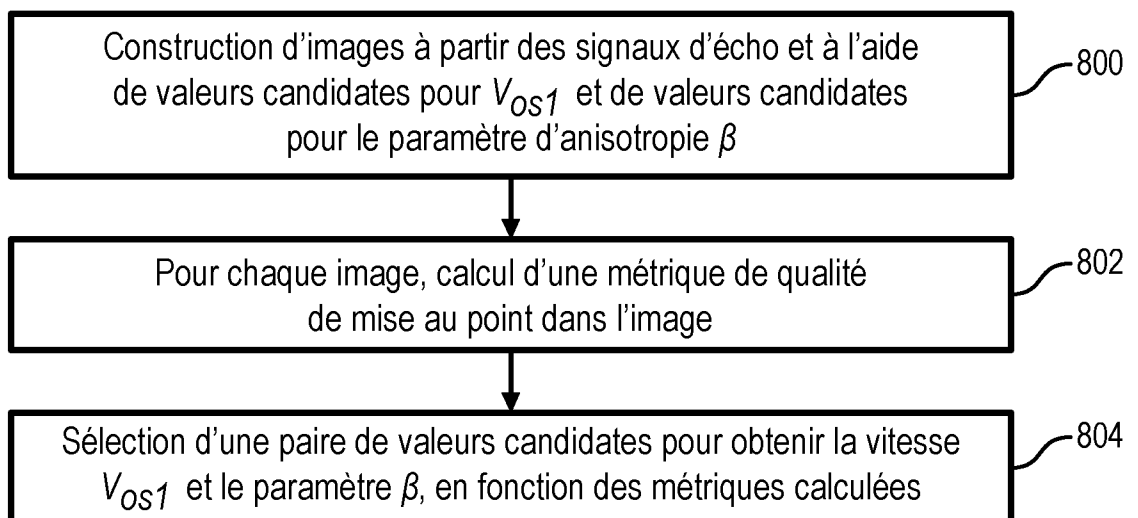 Construction d'images à partir des signaux d'écho et à l'aide
de valeurs candidates pour VOS1 et de valeurs candidates
pour le paramètre d'anisotropie β
800
Pour chaque image, calcul d'une métrique de qualité
de mise au point dans l'image
802
Sélection d'une paire de valeurs candidates pour obtenir la vitesse
VOS1 et le paramètre β, en fonction des métriques calculées
804